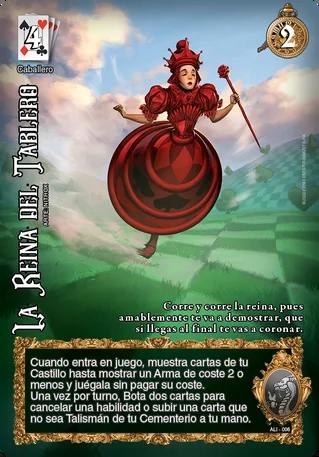 4
Caballero
2
La Reina del Tablero
Corre y corre la reina, pues
amablemente te va a demostrar, que
si llegas al final te vas a coronar.
Cuando entra en juego, muestra cartas de tu
Castillo hasta mostrar un Arma de coste 2 o
menos y juégala sin pagar su coste.
Una vez por turno, Bota dos cartas para
cancelar una habilidad o subir una carta que
no sea Talismán de tu Cementerio a tu mano.
ALI - 006